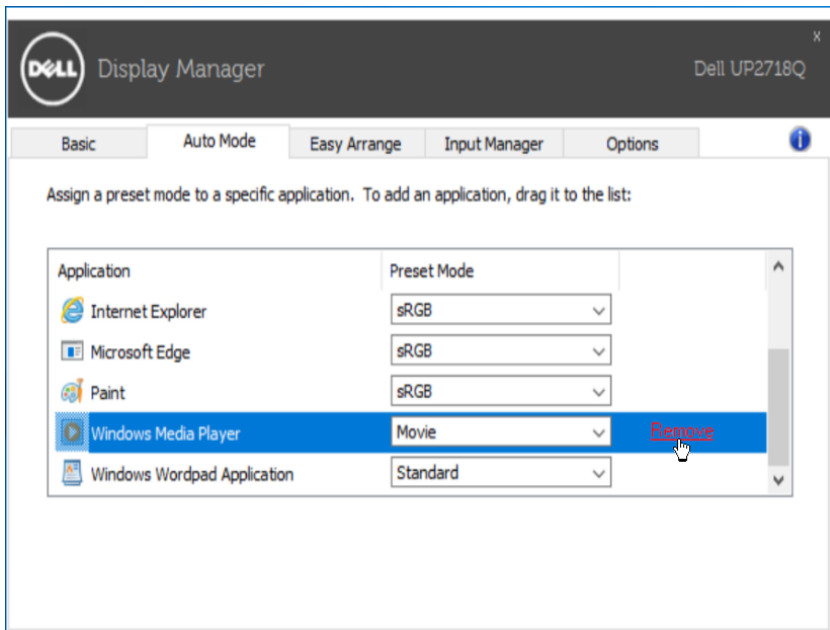 DELL Display Manager
x
Dell UP2718Q
Basic Auto Mode Easy Arrange Input Manager Options i
Assign a preset mode to a specific application. To add an application, drag it to the list:
Application Preset Mode
Internet Explorer sRGB
Microsoft Edge sRGB
Paint sRGB
Windows Media Player Movie Remove
Windows Wordpad Application Standard